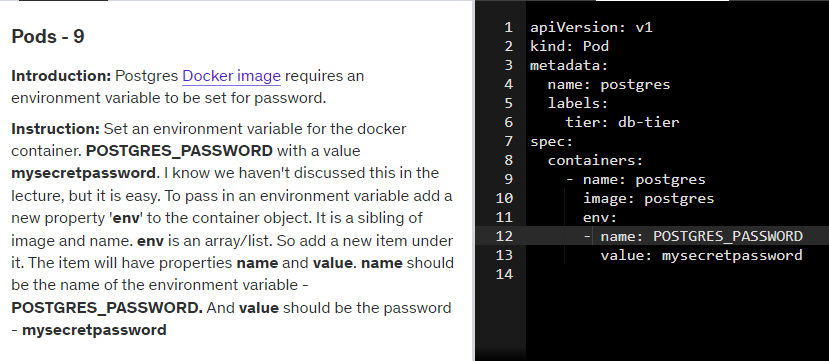 Pods - 9
Introduction: Postgres Docker image requires an
environment variable to be set for password.
Instruction: Set an environment variable for the docker
container. POSTGRES_PASSWORD with a value
mysecretpassword. I know we haven't discussed this in the
lecture, but it is easy. To pass in an environment variable add a
new property 'env' to the container object. It is a sibling of
image and name. env is an array/list. So add a new item under
it. The item will have properties name and value. name should
be the name of the environment variable -
POSTGRES_PASSWORD. And value should be the password
- mysecretpassword
1 apiVersion: v1
2 kind: Pod
3 metadata:
4   name: postgres
5   labels:
6     tier: db-tier
7 spec:
8   containers:
9     - name: postgres
10       image: postgres
11       env:
12       - name: POSTGRES_PASSWORD
13         value: mysecretpassword
14